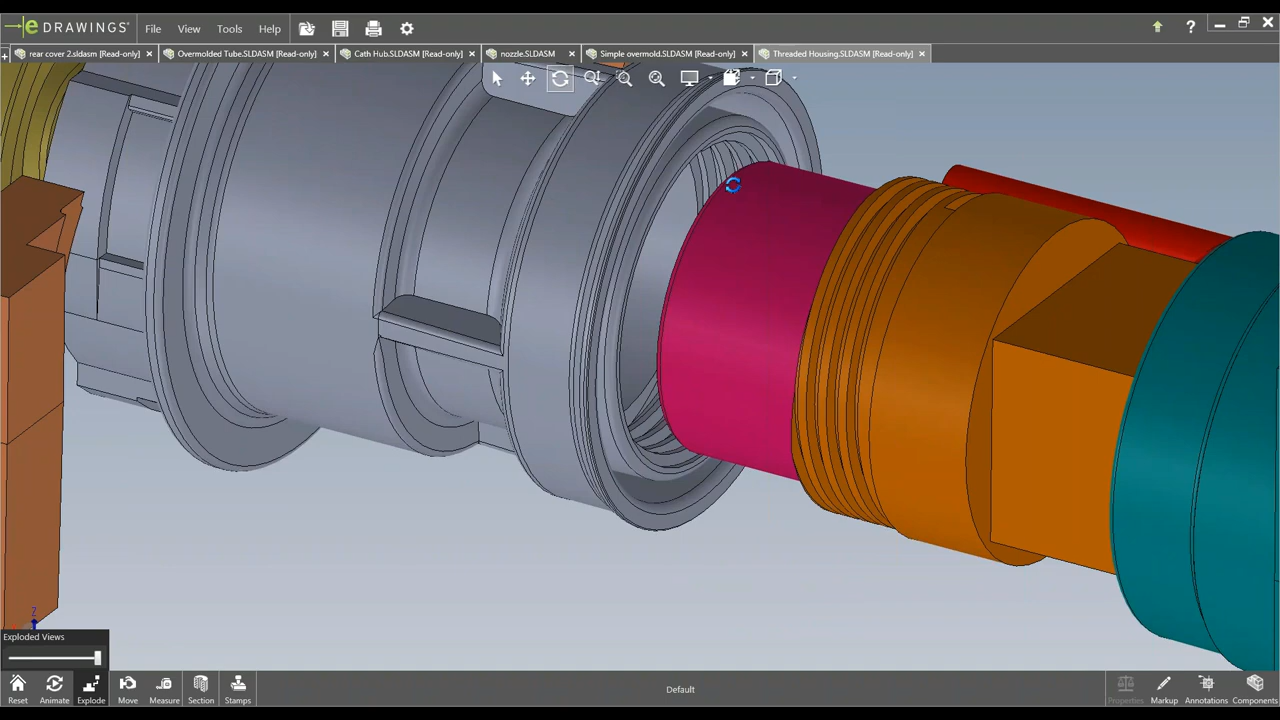 eDRAWINGS® File View Tools Help ?
+ rear cover 2.sldasm [Read-only] Overmolded Tube.SLDASM [Read-only] Cath Hub.SLDASM [Read-only] nozzle.SLDASM Simple overmold.SLDASM [Read-only] Threaded Housing.SLDASM [Read-only]
Z
Exploded Views
Reset Animate Explode Move Measure Section Stamps Default Properties Markup Annotations Components